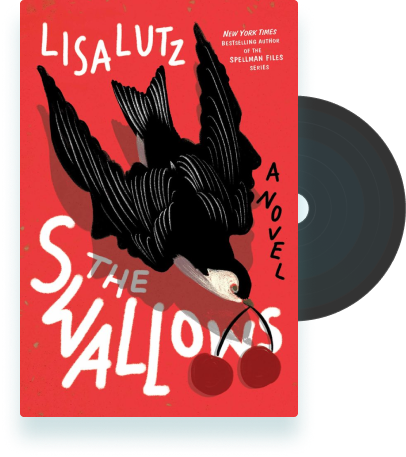 LISA LUTZ
NEW YORK TIMES
BESTSELLING AUTHOR
OF THE
SPELLMAN FILES
SERIES
A NOVEL
THE
SWALLOWS